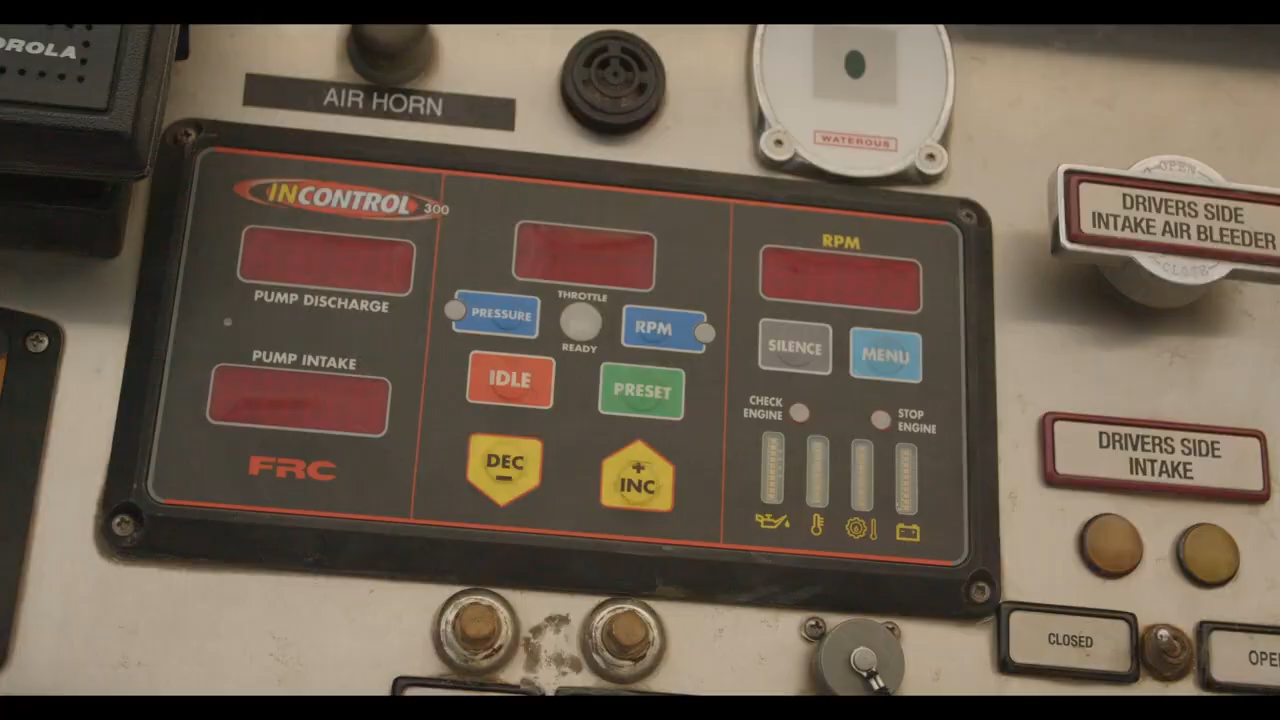 OROLA
AIR HORN
WATEROUS
OPEN
DRIVERS SIDE
INTAKE AIR BLEEDER
CLOSE
INCONTROL 300
PUMP DISCHARGE
PUMP INTAKE
FRC
THROTTLE
READY
PRESSURE
RPM
IDLE
PRESET
DEC
-
+
INC
RPM
SILENCE
MENU
CHECK
ENGINE
STOP
ENGINE
DRIVERS SIDE
INTAKE
CLOSED
OPE